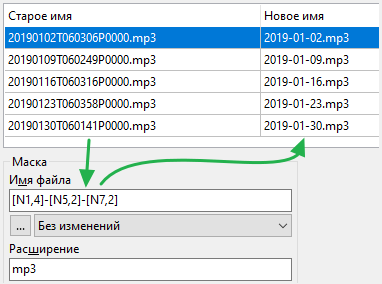 Старое имя Новое имя
20190102T060306P0000.mp3 2019-01-02.mp3
20190109T060249P0000.mp3 2019-01-09.mp3
20190116T060316P0000.mp3 2019-01-16.mp3
20190123T060358P0000.mp3 2019-01-23.mp3
20190130T060141P0000.mp3 2019-01-30.mp3
Маска
Имя файла
[N1,4]-[N5,2]-[N7,2]
... Без изменений
Расширение
mp3